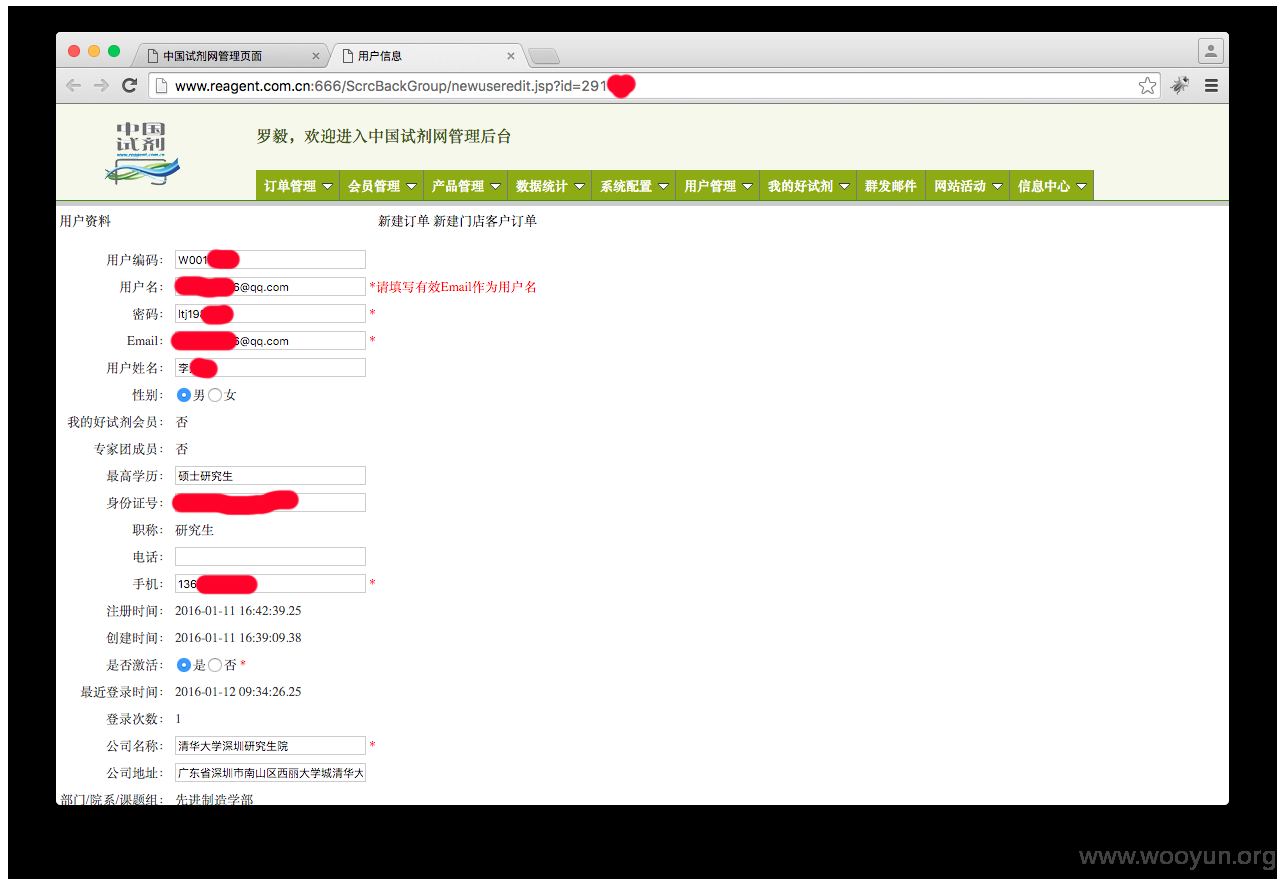 中国试剂网管理页面
用户信息
www.reagent.com.cn:666/ScrcBackGroup/newuseredit.jsp?id=291
中国
试剂
www.reagent.com.cn
罗毅，欢迎进入中国试剂网管理后台
订单管理 会员管理 产品管理 数据统计 系统配置 用户管理 我的好试剂 群发邮件 网站活动 信息中心
用户资料 新建订单 新建门店客户订单
用户编码： W001
用户名： 6@qq.com *请填写有效Email作为用户名
密码： ltj19 *
Email： 6@qq.com *
用户姓名： 李
性别： 男 女
我的好试剂会员： 否
专家团成员： 否
最高学历： 硕士研究生
身份证号：
职称： 研究生
电话：
手机： 136 *
注册时间： 2016-01-11 16:42:39.25
创建时间： 2016-01-11 16:39:09.38
是否激活： 是 否 *
最近登录时间： 2016-01-12 09:34:26.25
登录次数： 1
公司名称： 清华大学深圳研究生院 *
公司地址： 广东省深圳市南山区西丽大学城清华大
部门/院系/课题组： 先进制造学部
www.wooyun.org